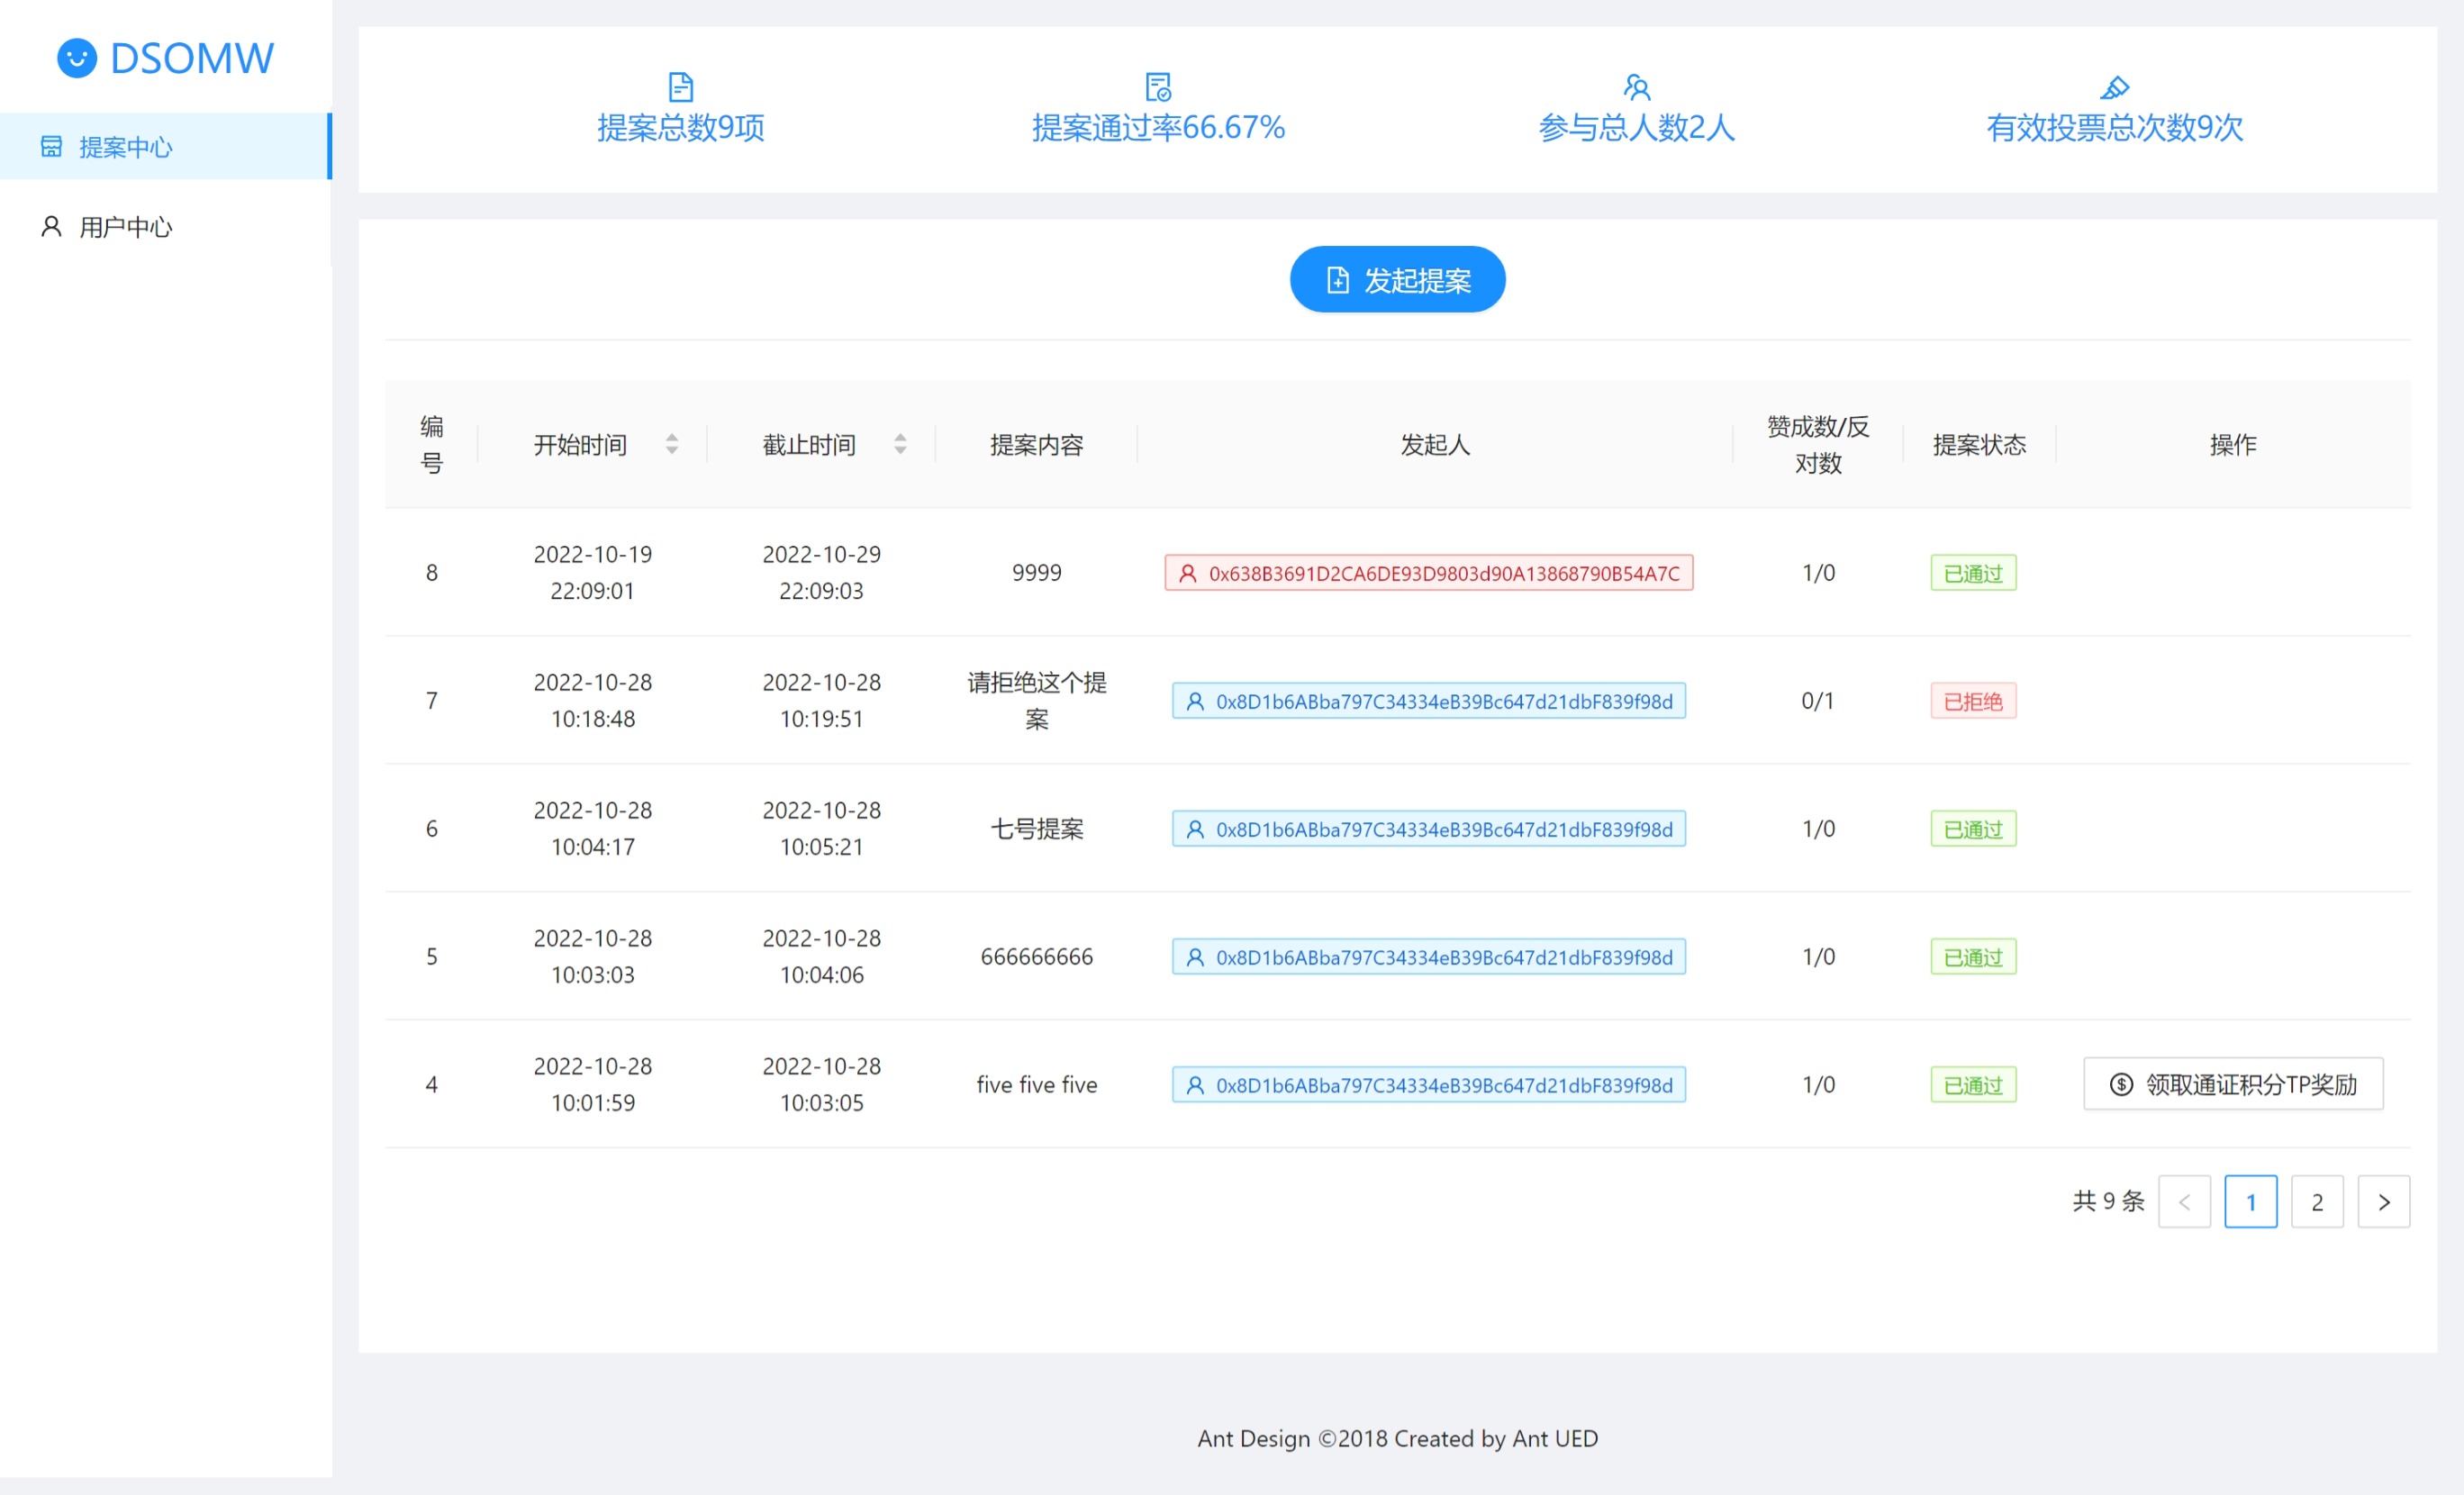 DSOMW
提案中心
用户中心
提案总数9项
提案通过率66.67%
参与总人数2人
有效投票总次数9次
发起提案
编号 开始时间 截止时间 提案内容 发起人 赞成数/反对数 提案状态 操作
8 2022-10-19 22:09:01 2022-10-29 22:09:03 9999 0x638B3691D2CA6DE93D9803d90A13868790B54A7C 1/0 已通过
7 2022-10-28 10:18:48 2022-10-28 10:19:51 请拒绝这个提案 0x8D1b6ABba797C34334eB39Bc647d21dbF839f98d 0/1 已拒绝
6 2022-10-28 10:04:17 2022-10-28 10:05:21 七号提案 0x8D1b6ABba797C34334eB39Bc647d21dbF839f98d 1/0 已通过
5 2022-10-28 10:03:03 2022-10-28 10:04:06 666666666 0x8D1b6ABba797C34334eB39Bc647d21dbF839f98d 1/0 已通过
4 2022-10-28 10:01:59 2022-10-28 10:03:05 five five five 0x8D1b6ABba797C34334eB39Bc647d21dbF839f98d 1/0 已通过 领取通证积分TP奖励
共 9 条 < 1 2 >
Ant Design ©2018 Created by Ant UED